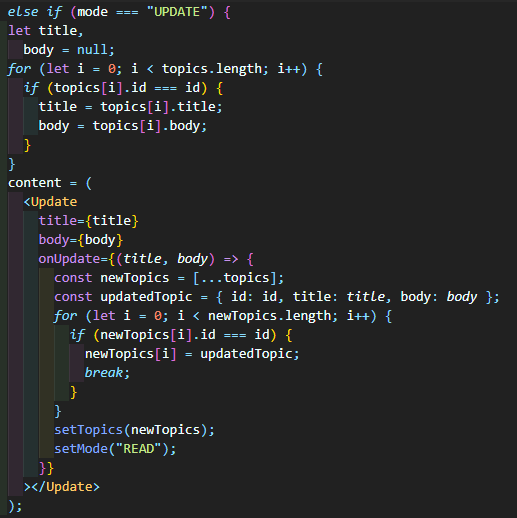 else if (mode === "UPDATE") {
let title,
body = null;
for (let i = 0; i < topics.length; i++) {
if (topics[i].id === id) {
title = topics[i].title;
body = topics[i].body;
}
}
content = (
<Update
title={title}
body={body}
onUpdate={(title, body) => {
const newTopics = [...topics];
const updatedTopic = { id: id, title: title, body: body };
for (let i = 0; i < newTopics.length; i++) {
if (newTopics[i].id === id) {
newTopics[i] = updatedTopic;
break;
}
}
setTopics(newTopics);
setMode("READ");
}}
></Update>
);